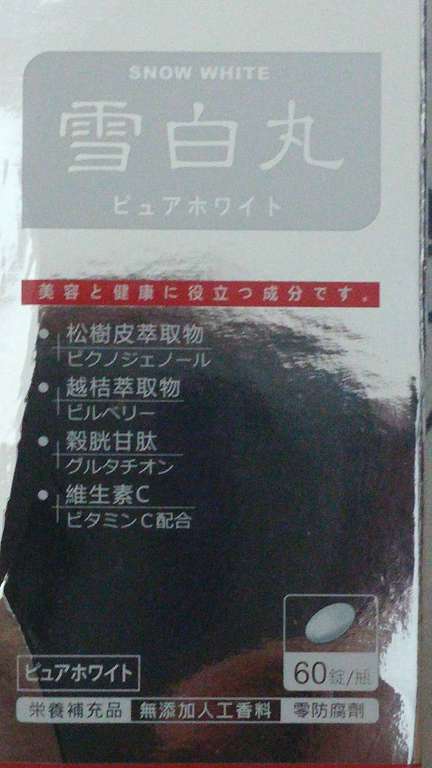 SNOW WHITE
雪白丸
ピュアホワイト
美容と健康に役立つ成分です。
松樹皮萃取物
ピクノジェノール
越桔萃取物
ビルベリー
穀胱甘肽
グルタチオン
維生素C
ビタミンC配合
60錠/瓶
ピュアホワイト
栄養補充品 無添加人工香料 零防腐劑